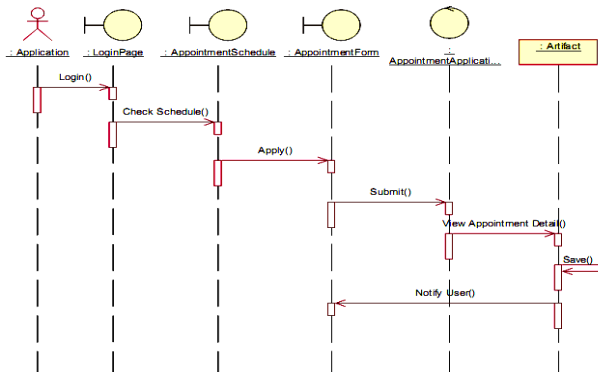 : Application
: LoginPage
: AppointmentSchedule
: AppointmentForm
:
AppointmentApplicati...
: Artifact
Login()
Check Schedule()
Apply()
Submit()
View Appointment Detail()
Save()
Notify User()